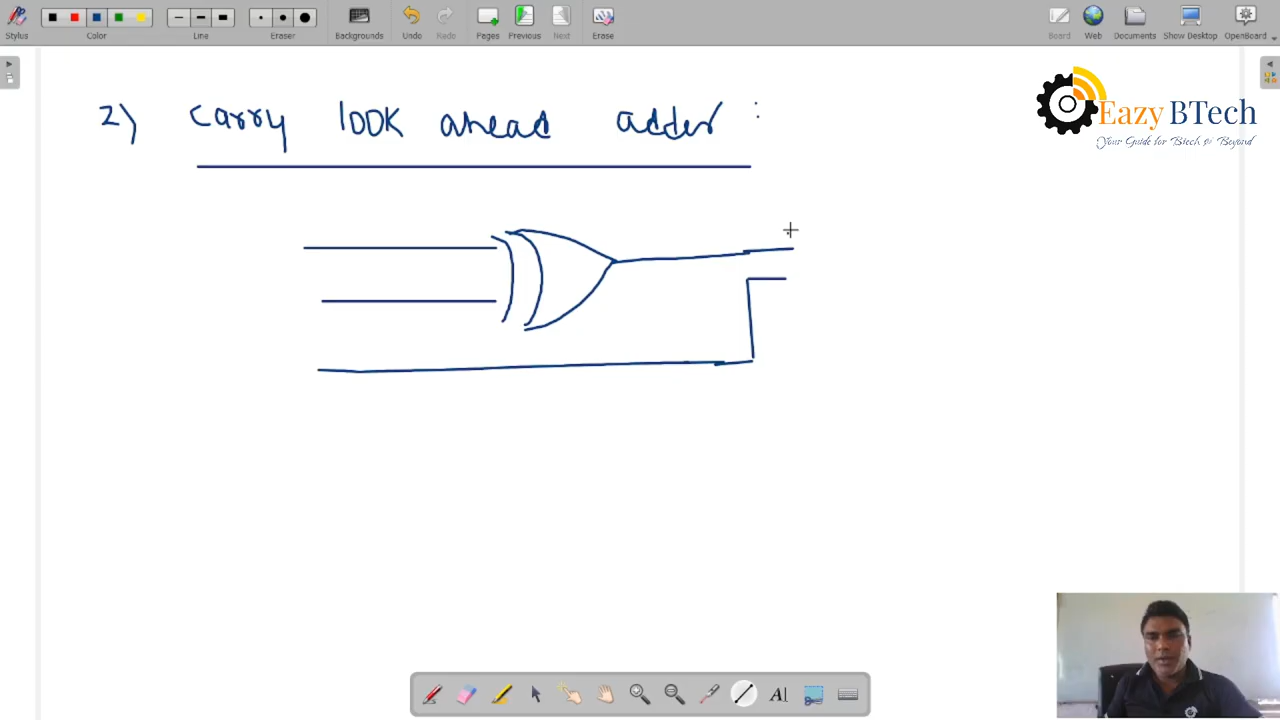 Stylus
Color
Line
Eraser
Backgrounds
Undo
Redo
Pages
Previous
Next
Erase
Board
Web
Documents
Show Desktop
OpenBoard
2) carry look ahead adder :
Eazy BTech
Your Guide for Btech & Beyond
AI